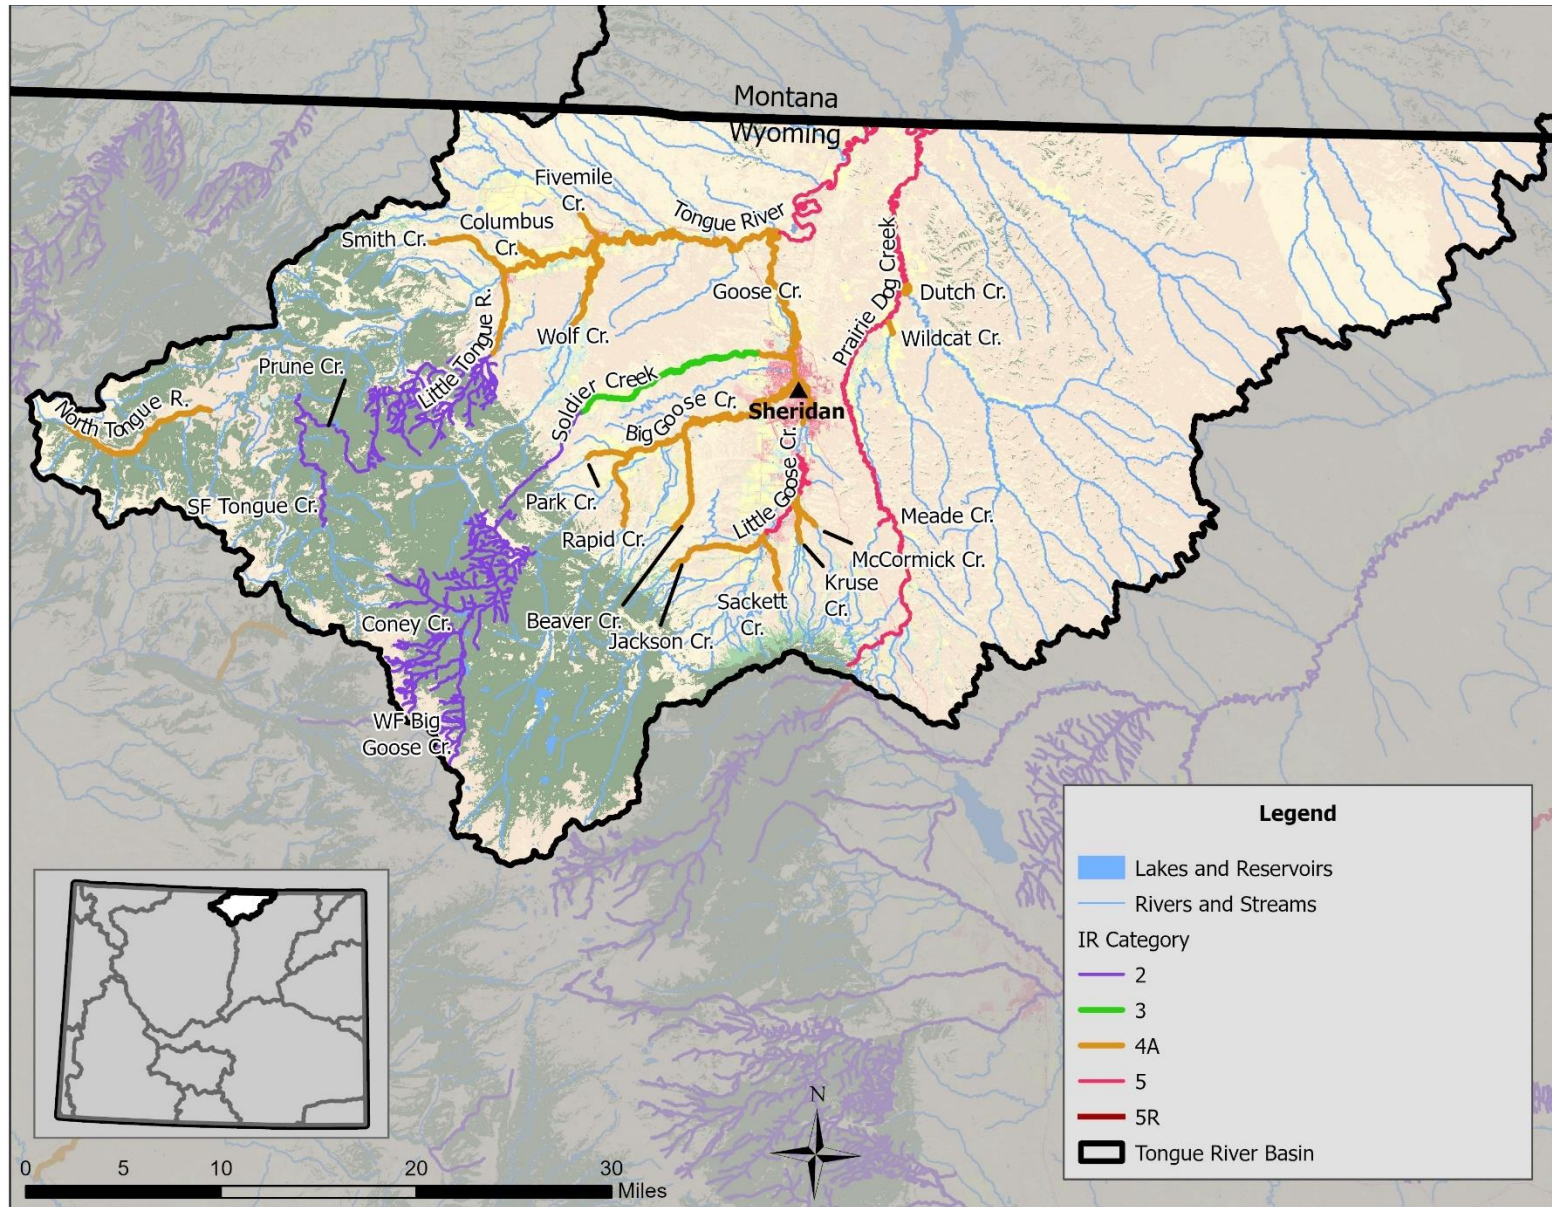 Montana
Wyoming
Fivemile
Cr.
Columbus
Cr.
Smith Cr.
Tongue River
Goose Cr.
Prairie Dog Creek
Dutch Cr.
Wildcat Cr.
Wolf Cr.
Little Tongue R.
Prune Cr.
North Tongue R.
Soldier Creek
Big Goose Cr.
Sheridan
SF Tongue Cr.
Park Cr.
Rapid Cr.
Little Goose Cr.
Meade Cr.
McCormick Cr.
Kruse
Cr.
Sackett
Cr.
Beaver Cr.
Jackson Cr.
Coney Cr.
WF Big
Goose Cr.
Legend
Lakes and Reservoirs
Rivers and Streams
IR Category
2
3
4A
5
5R
Tongue River Basin
N
0 5 10 20 30
Miles